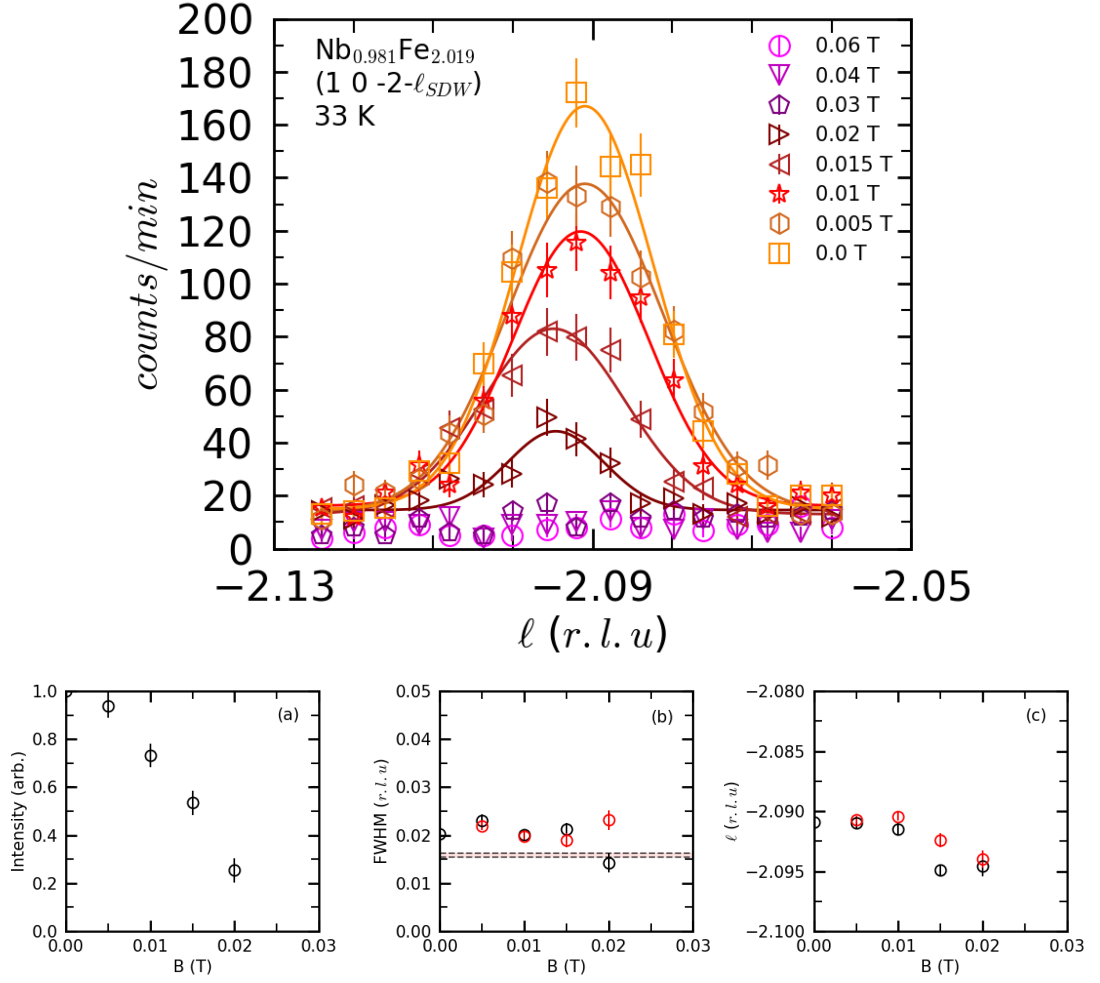 200
180
160
140
120
100
80
60
40
20
0
counts/min
Nb0.981Fe2.019
(1 0 -2-ℓSDW)
33 K
0.06 T
0.04 T
0.03 T
0.02 T
0.015 T
0.01 T
0.005 T
0.0 T
−2.13 −2.09 −2.05
ℓ (r.l.u)
1.0
0.8
0.6
0.4
0.2
0.0
Intensity (arb.)
(a)
0.00 0.01 0.02 0.03
B (T)
0.05
0.04
0.03
0.02
0.01
0.00
FWHM (r.l.u)
(b)
0.00 0.01 0.02 0.03
B (T)
−2.080
−2.085
−2.090
−2.095
−2.100
ℓ (r.l.u)
(c)
0.00 0.01 0.02 0.03
B (T)